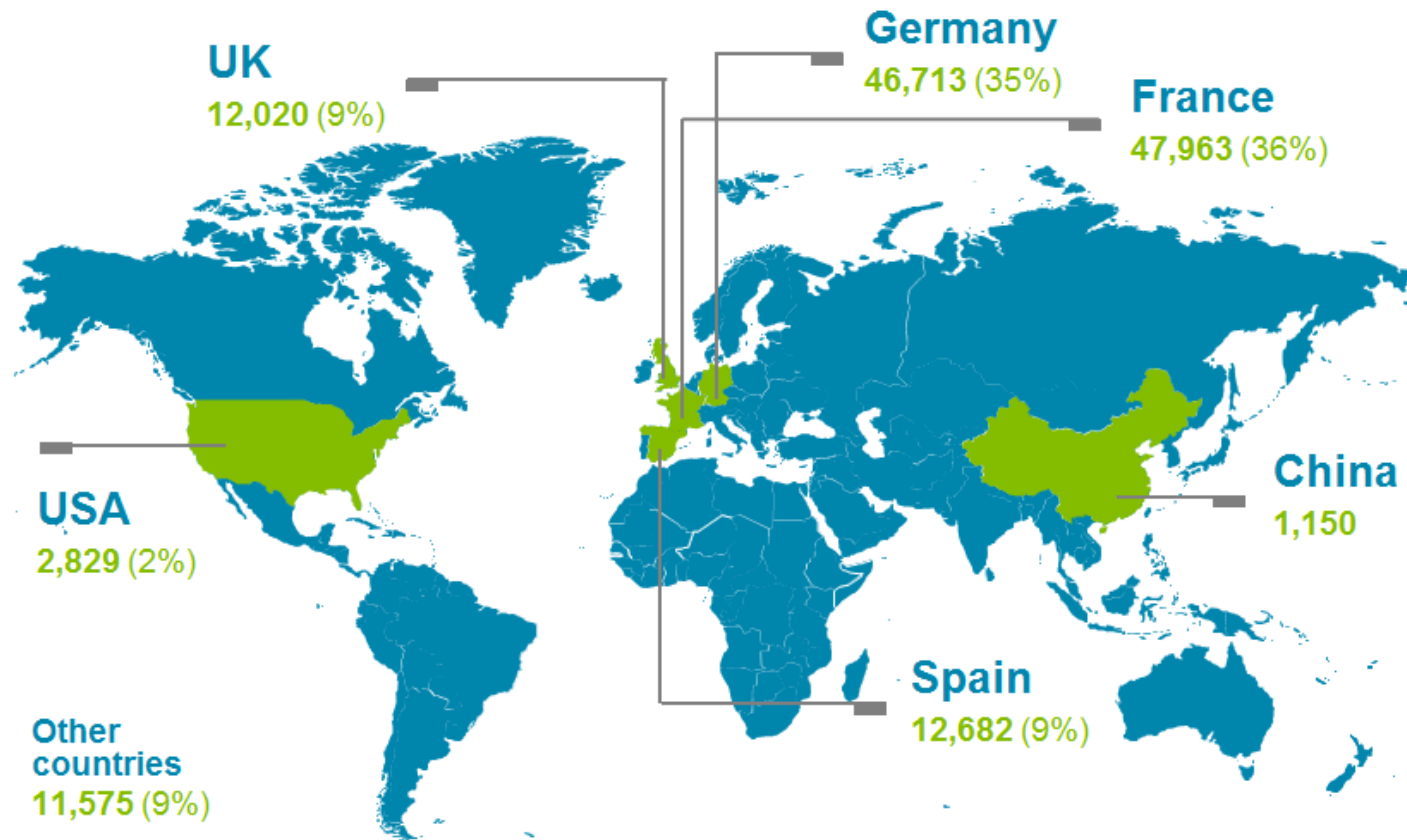 UK
12,020 (9%)
Germany
46,713 (35%)
France
47,963 (36%)
USA
2,829 (2%)
China
1,150
Spain
12,682 (9%)
Other
countries
11,575 (9%)